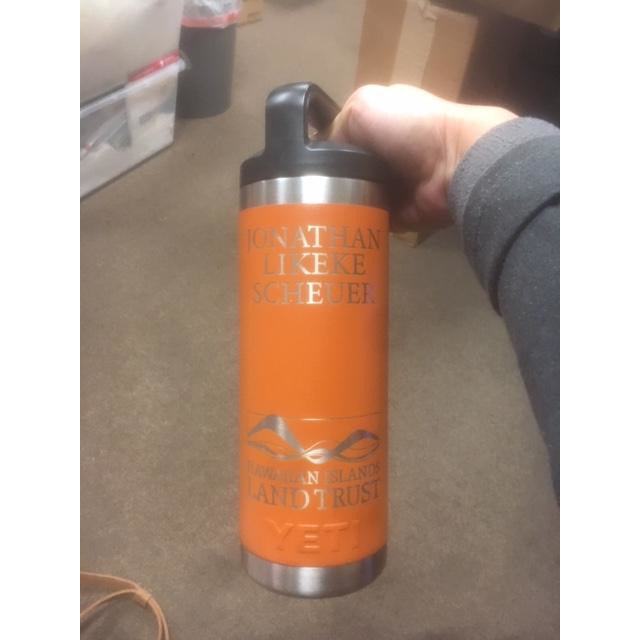 JONATHAN
LIKEKE
SCHEUER
HAWAIIAN ISLANDS
LAND TRUST
YETI